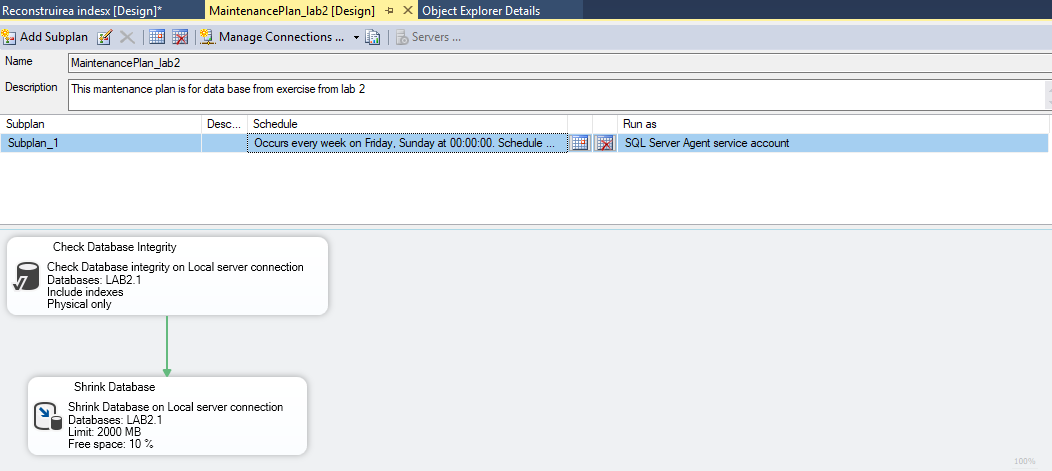 Reconstruirea indesx [Design]* MaintenancePlan_lab2 [Design] Object Explorer Details
Add Subplan Manage Connections ... Servers ...
Name MaintenancePlan_lab2
Description This mantenance plan is for data base from exercise from lab 2
Subplan Desc... Schedule Run as
Subplan_1 Occurs every week on Friday, Sunday at 00:00:00. Schedule ... SQL Server Agent service account
Check Database Integrity
Check Database integrity on Local server connection
Databases: LAB2.1
Include indexes
Physical only
Shrink Database
Shrink Database on Local server connection
Databases: LAB2.1
Limit: 2000 MB
Free space: 10 %
100%